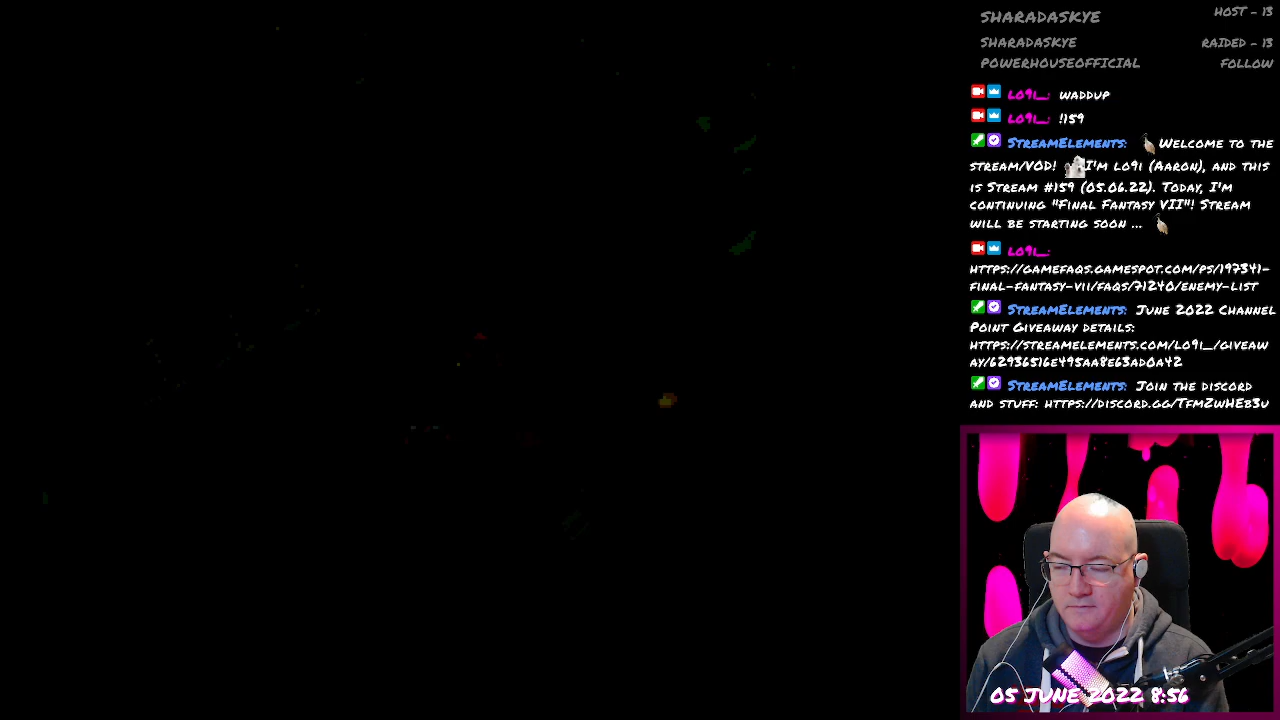 SHARADASKYE HOST - 13
SHARADASKYE RAIDED - 13
POWERHOUSEOFFICIAL FOLLOW
LO9I_: WADDUP
LO9I_: !159
STREAMELEMENTS: WELCOME TO THE
STREAM/VOD! I'M LO9I (AARON), AND THIS
IS STREAM #159 (05.06.22). TODAY, I'M
CONTINUING "FINAL FANTASY VII"! STREAM
WILL BE STARTING SOON ...
LO9I_:
HTTPS://GAMEFAQS.GAMESPOT.COM/PS/197341-
FINAL-FANTASY-VII/FAQS/71240/ENEMY-LIST
STREAMELEMENTS: JUNE 2022 CHANNEL
POINT GIVEAWAY DETAILS:
HTTPS://STREAMELEMENTS.COM/LO9I_/GIVEAW
AY/62936516E495AA8E63AD0A42
STREAMELEMENTS: JOIN THE DISCORD
AND STUFF: HTTPS://DISCORD.GG/TFMZWHEB3U
05 JUNE 2022 8:56